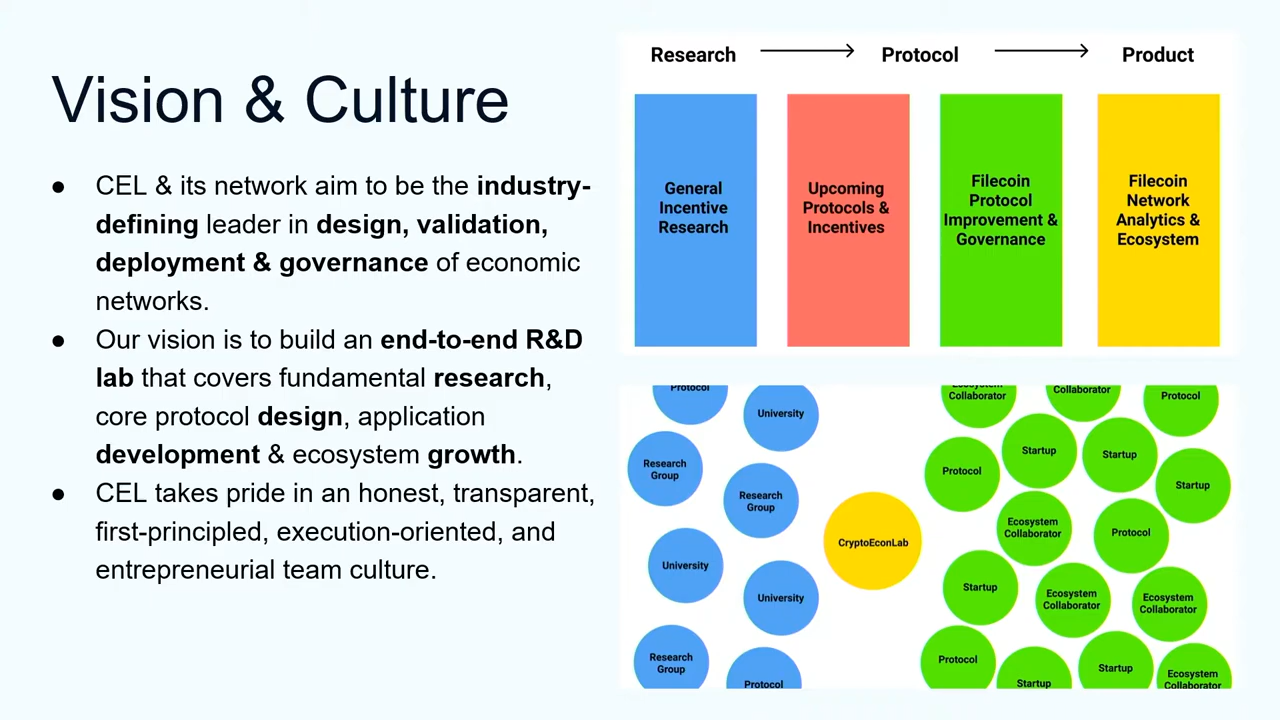 Vision & Culture
● CEL & its network aim to be the industry-
defining leader in design, validation,
deployment & governance of economic
networks.
● Our vision is to build an end-to-end R&D
lab that covers fundamental research,
core protocol design, application
development & ecosystem growth.
● CEL takes pride in an honest, transparent,
first-principled, execution-oriented, and
entrepreneurial team culture.
Research
Protocol
Product
General
Incentive
Research
Upcoming
Protocols &
Incentives
Filecoin
Protocol
Improvement &
Governance
Filecoin
Network
Analytics &
Ecosystem
Protocol
University
Research
Group
Research
Group
University
University
Research
Group
Protocol
CryptoEconLab
Ecosystem
Collaborator
Collaborator
Protocol
Startup
Startup
Protocol
Startup
Ecosystem
Collaborator
Protocol
Startup
Ecosystem
Collaborator
Ecosystem
Collaborator
Protocol
Startup
Startup
Ecosystem
Collaborator